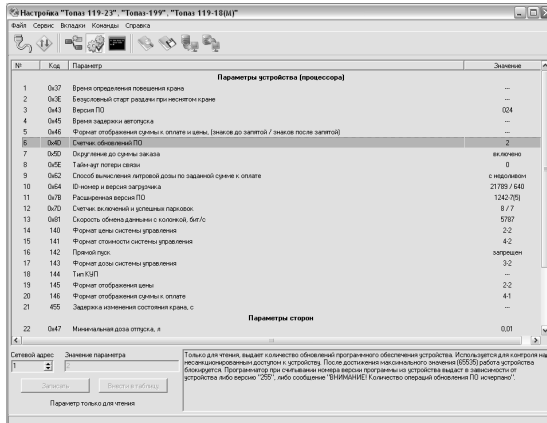 Настройка "Топаз 119-23", "Топаз-199", "Топаз 119-18(М)"
Файл Сервис Вкладки Команды Справка
№ Код Параметр Значение
Параметры устройства (процессора)
1 0x37 Время определения повешения крана ---
2 0x3E Безусловный старт раздачи при неснятом кране ---
3 0x43 Версия ПО 024
4 0x45 Время задержки автопуска ---
5 0x46 Формат отображения суммы к оплате и цены, (знаков до запятой / знаков после запятой) ---
6 0x4D Счетчик обновлений ПО 2
7 0x5D Округление до суммы заказа включено
8 0x5E Тайм-аут потери связи 0
9 0x62 Способ вычисления литровой дозы по заданной сумме к оплате с недоливом
10 0x64 ID-номер и версия загрузчика 21789 / 640
11 0x7B Расширенная версия ПО 1242-7(5)
12 0x7D Счетчик включений и успешных парковок 8 / 7
13 0x81 Скорость обмена данными с колонкой, бит/с 5787
14 140 Формат цены системы управления 2-2
15 141 Формат стоимости системы управления 4-2
16 142 Прямой пуск запрещен
17 143 Формат дозы системы управления 3-2
18 144 Тип КУП ---
19 145 Формат отображения цены 2-2
20 146 Формат отображения суммы к оплате 4-1
21 455 Задержка изменения состояния крана, с ---
Параметры сторон
22 0x47 Минимальная доза отпуска, л 0,01
Сетевой адрес Значение параметра
1 2
Записать Внести в таблицу
Параметр только для чтения
Только для чтения, выдает количество обновлений программного обеспечения устройства. Используется для контроля над
несанкционированным доступом к устройству. После достижения максимального значения (65535) работа устройства
блокируется. Программатор при считывании номера версии программы из устройства выдаст в зависимости от
устройства либо версию "255", либо сообщение "ВНИМАНИЕ! Количество операций обновления ПО исчерпано".